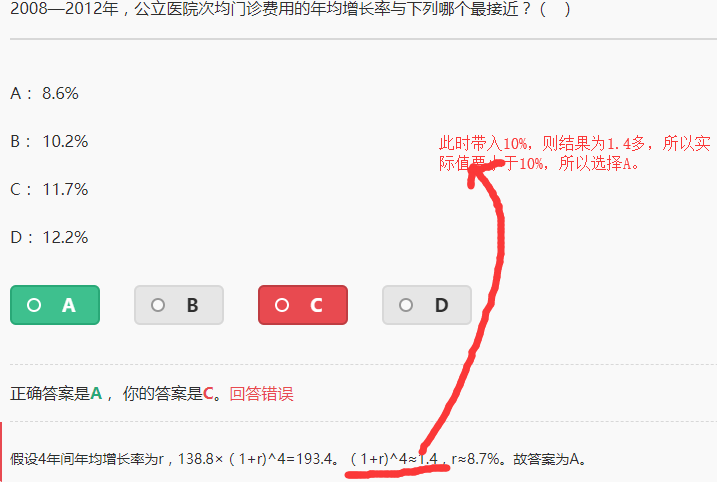 2008—2012年，公立医院次均门诊费用的年均增长率与下列哪个最接近？（　）
A： 8.6%
此时带入10%，则结果为1.4多，所以实
际值要小于10%，所以选择A。
B： 10.2%
C： 11.7%
D： 12.2%
A B C D
正确答案是A， 你的答案是C。回答错误
假设4年间年均增长率为r，138.8×（1+r)^4=193.4。（1+r)^4≈1.4，r≈8.7%。故答案为A。